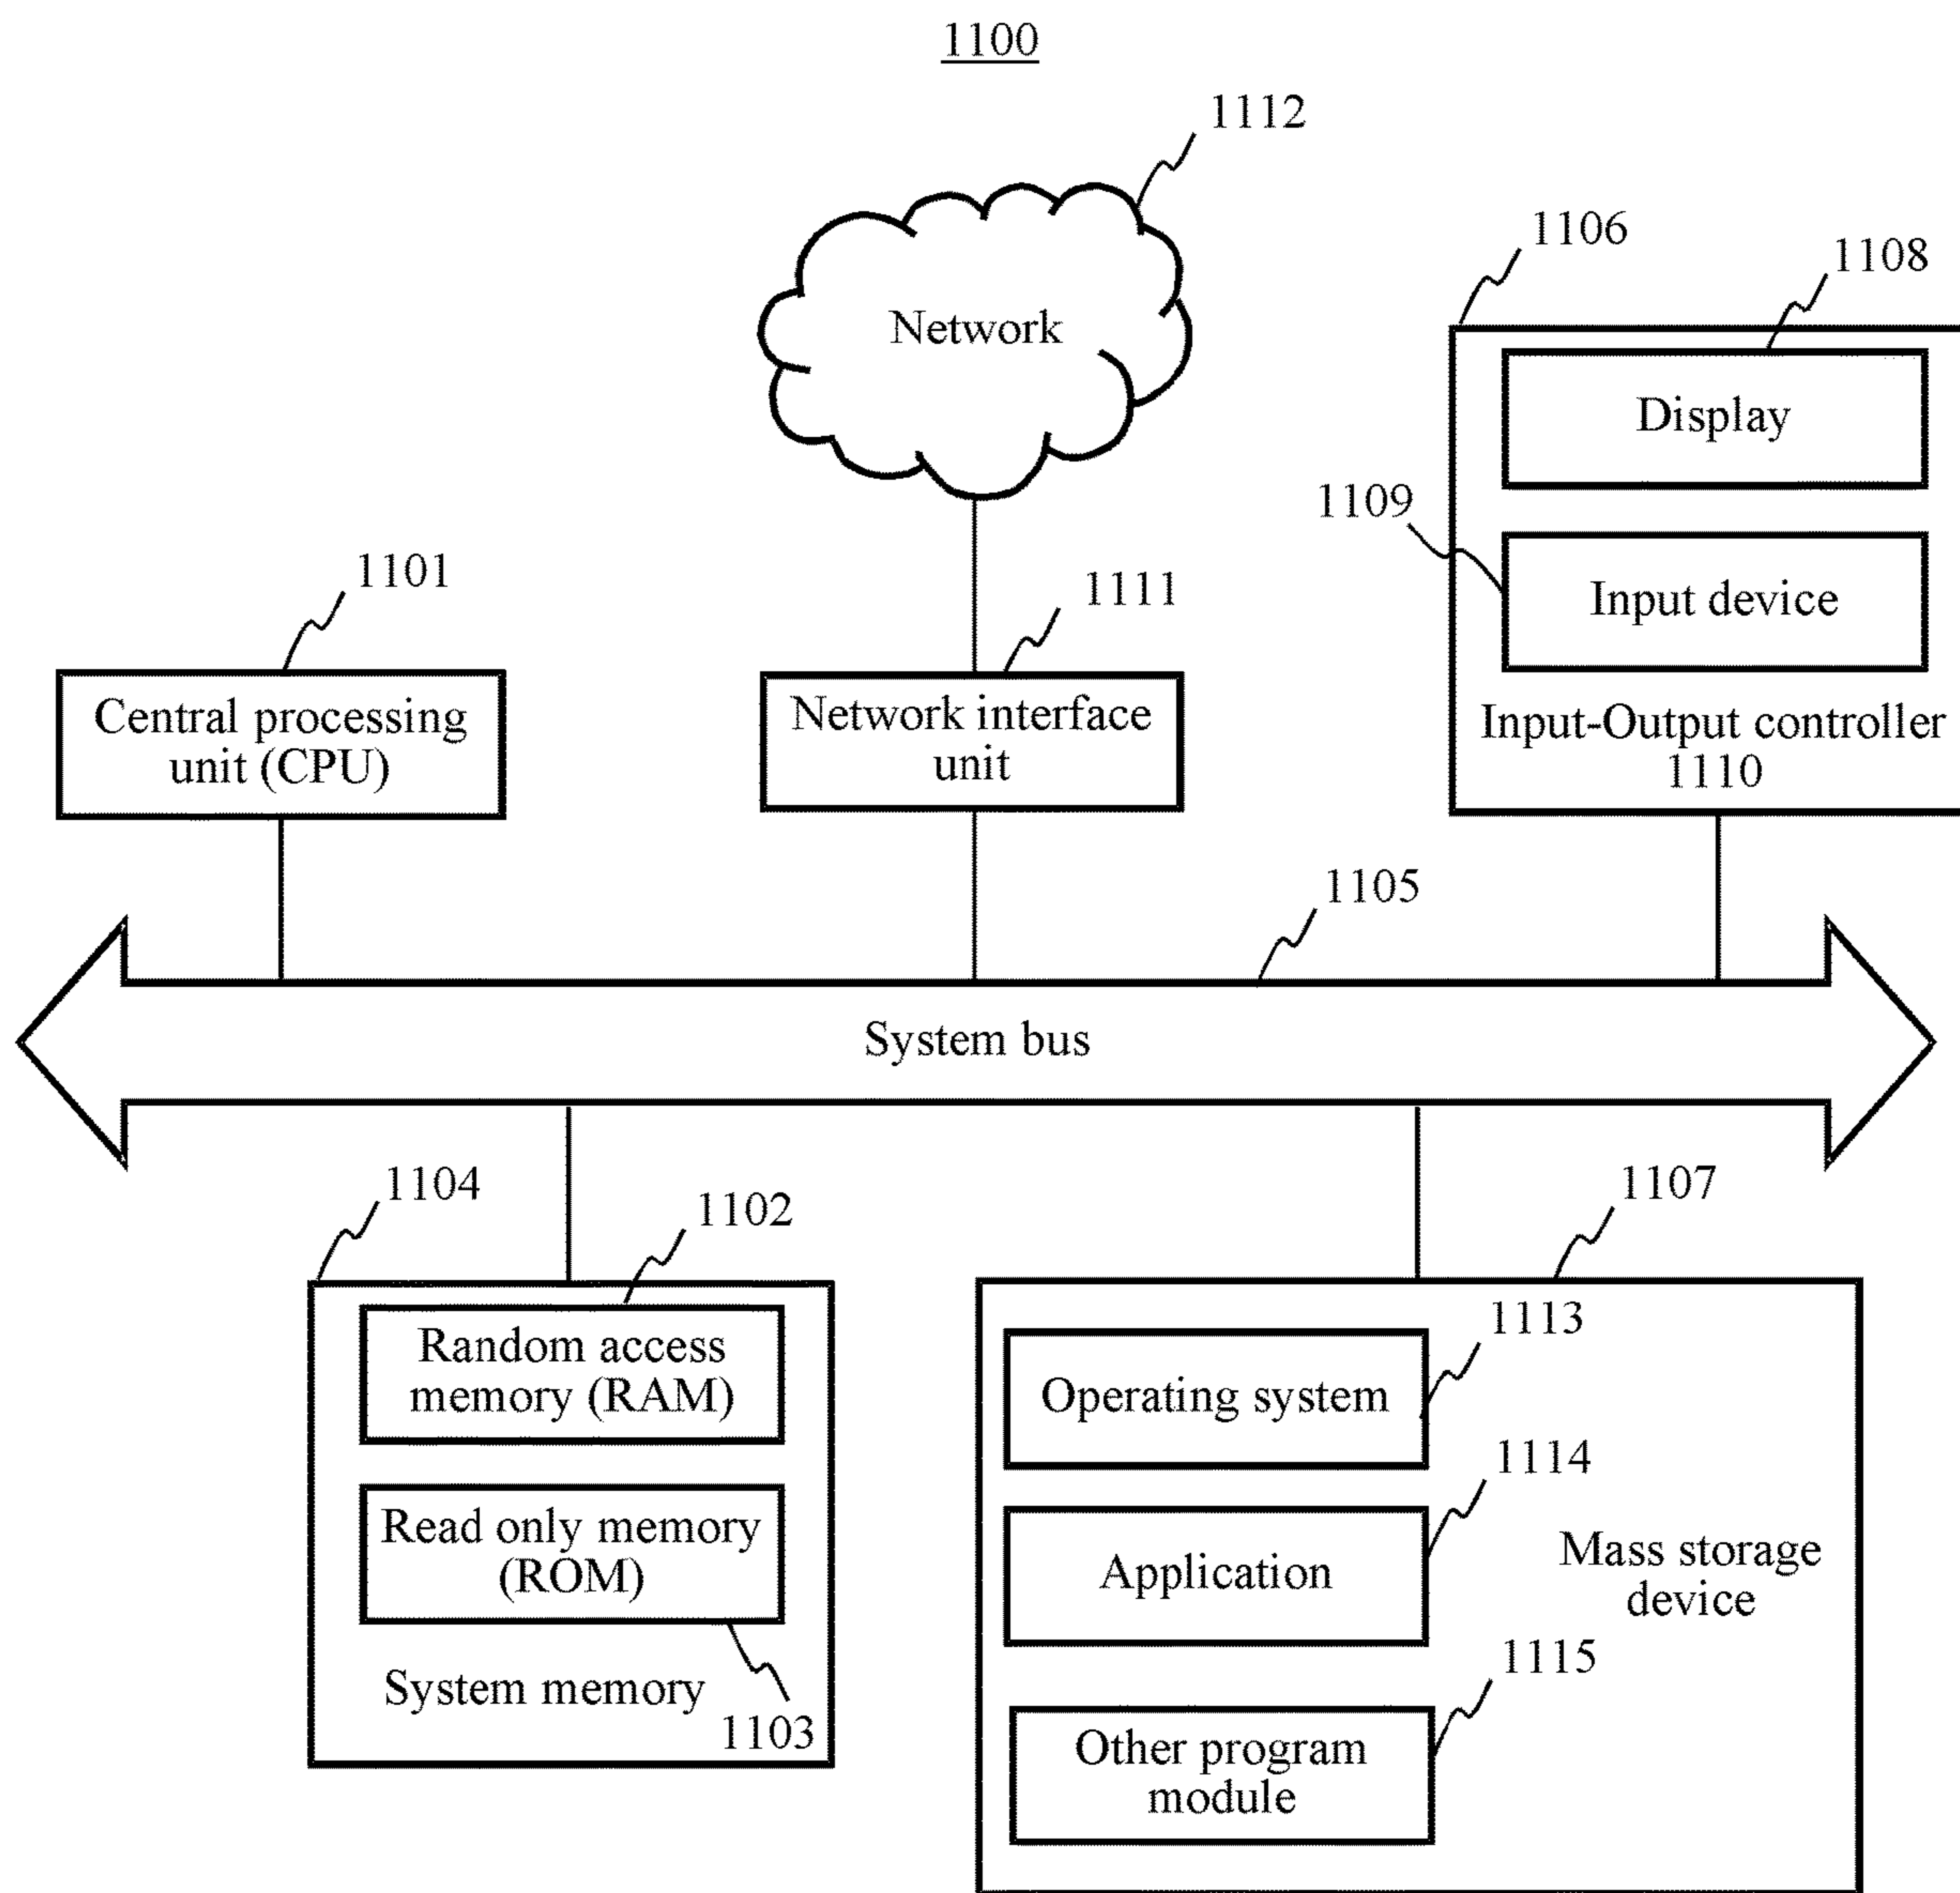 1100
1112
Network
1106
1108
Display
1109
Input device
Input-Output controller
1110
1101
Central processing
unit (CPU)
1111
Network interface
unit
1105
System bus
1104
1102
Random access
memory (RAM)
Read only memory
(ROM)
System memory
1103
1107
1113
Operating system
1114
Application
Mass storage
device
1115
Other program
module